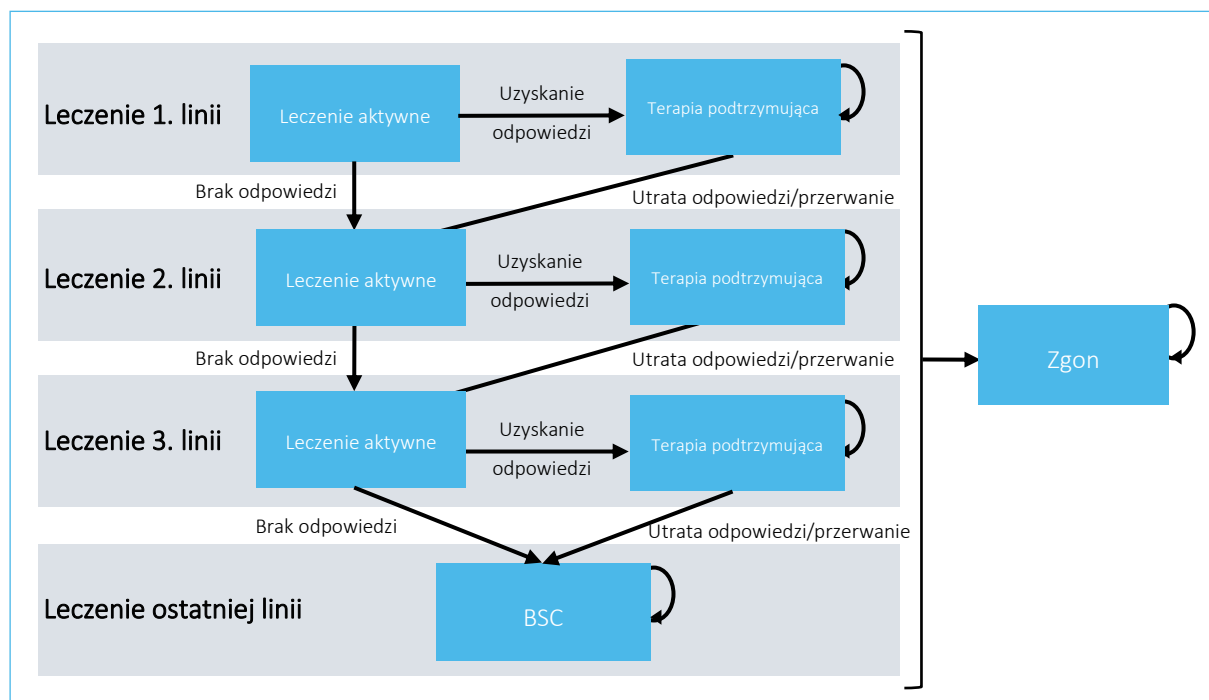 Leczenie 1. linii
Leczenie aktywne
Uzyskanie
odpowiedzi
Terapia podtrzymująca
Brak odpowiedzi
Utrata odpowiedzi/przerwanie
Leczenie 2. linii
Leczenie aktywne
Uzyskanie
odpowiedzi
Terapia podtrzymująca
Brak odpowiedzi
Utrata odpowiedzi/przerwanie
Zgon
Leczenie 3. linii
Leczenie aktywne
Uzyskanie
odpowiedzi
Terapia podtrzymująca
Brak odpowiedzi
Utrata odpowiedzi/przerwanie
Leczenie ostatniej linii
BSC